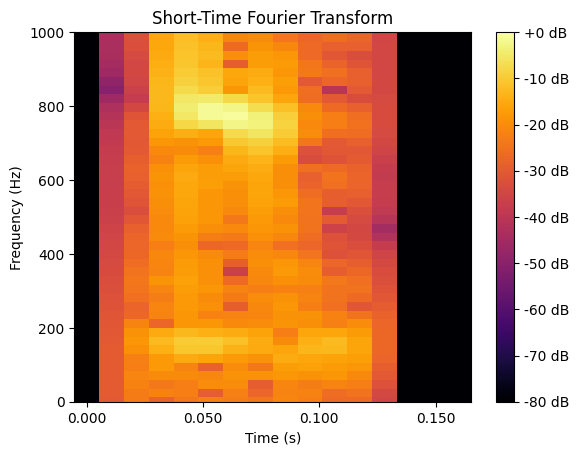 Short-Time Fourier Transform
1000
800
600
400
200
0
Frequency (Hz)
0.000
0.050
0.100
0.150
Time (s)
+0 dB
-10 dB
-20 dB
-30 dB
-40 dB
-50 dB
-60 dB
-70 dB
-80 dB